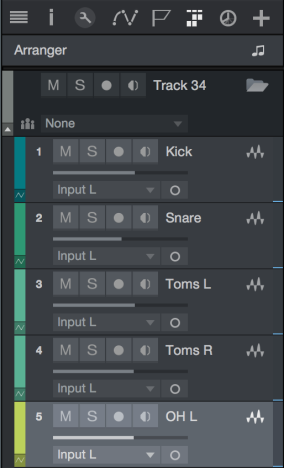 Arranger
M S Track 34
None
1 M S Kick
Input L
2 M S Snare
Input L
3 M S Toms L
Input L
4 M S Toms R
Input L
5 M S OH L
Input L